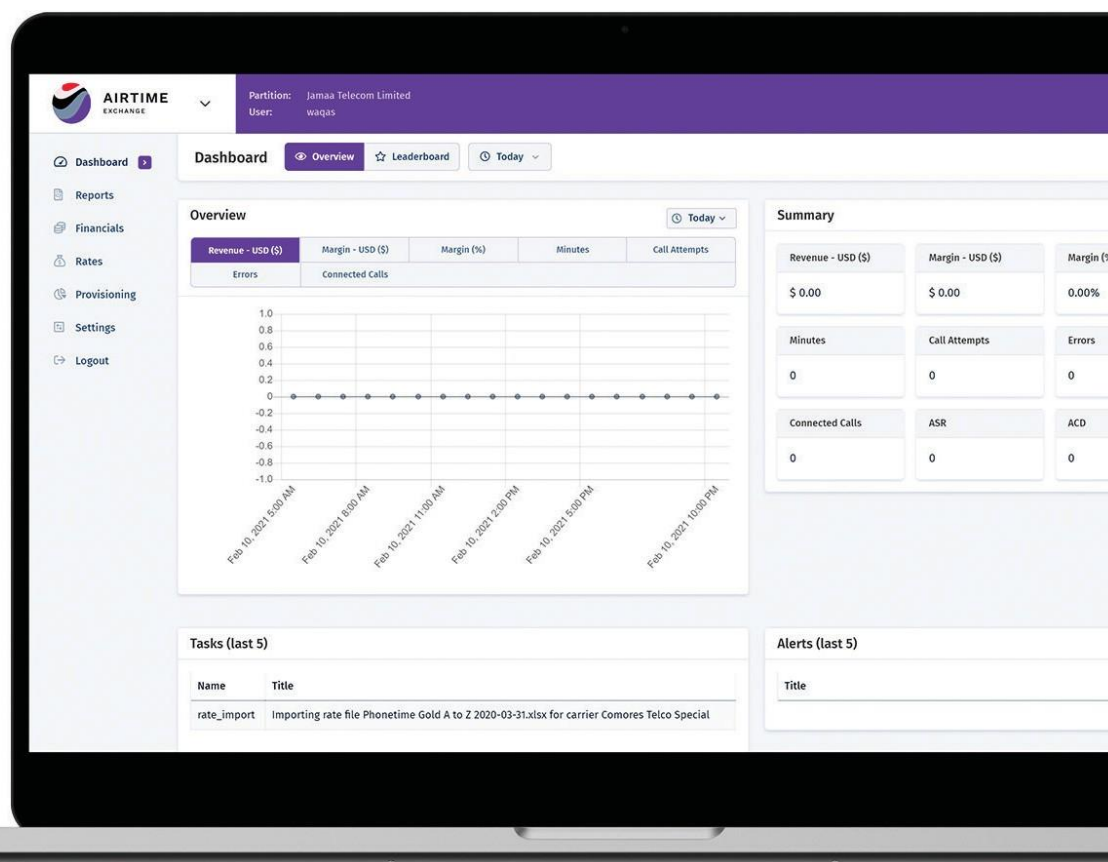 AIRTIME
EXCHANGE
Partition: Jamaa Telecom Limited
User: waqas
Dashboard
Reports
Financials
Rates
Provisioning
Settings
Logout
Dashboard Overview Leaderboard Today
Overview Today
Revenue - USD ($) Margin - USD ($) Margin (%) Minutes Call Attempts
Errors Connected Calls
1.0
0.8
0.6
0.4
0.2
0
-0.2
-0.4
-0.6
-0.8
-1.0
Feb 10, 2021 5:00 AM
Feb 10, 2021 8:00 AM
Feb 10, 2021 11:00 AM
Feb 10, 2021 2:00 PM
Feb 10, 2021 5:00 PM
Feb 10, 2021 10:00 PM
Summary
Revenue - USD ($) Margin - USD ($) Margin (%
$ 0.00 $ 0.00 0.00%
Minutes Call Attempts Errors
0 0 0
Connected Calls ASR ACD
0 0 0
Tasks (last 5)
Name Title
rate_import Importing rate file Phonetime Gold A to Z 2020-03-31.xlsx for carrier Comores Telco Special
Alerts (last 5)
Title